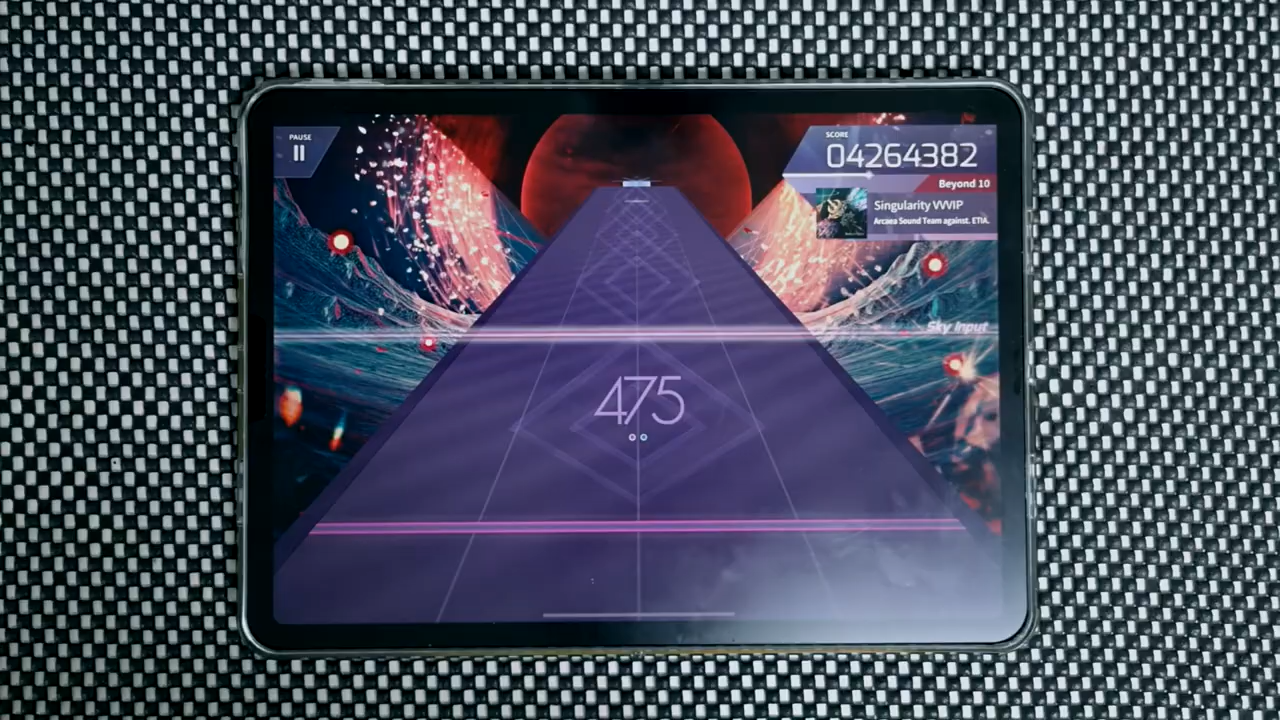 PAUSE
SCORE
04264382
Beyond 10
Singularity VVVIP
Arcaea Sound Team against. ETIA.
Sky Input
475